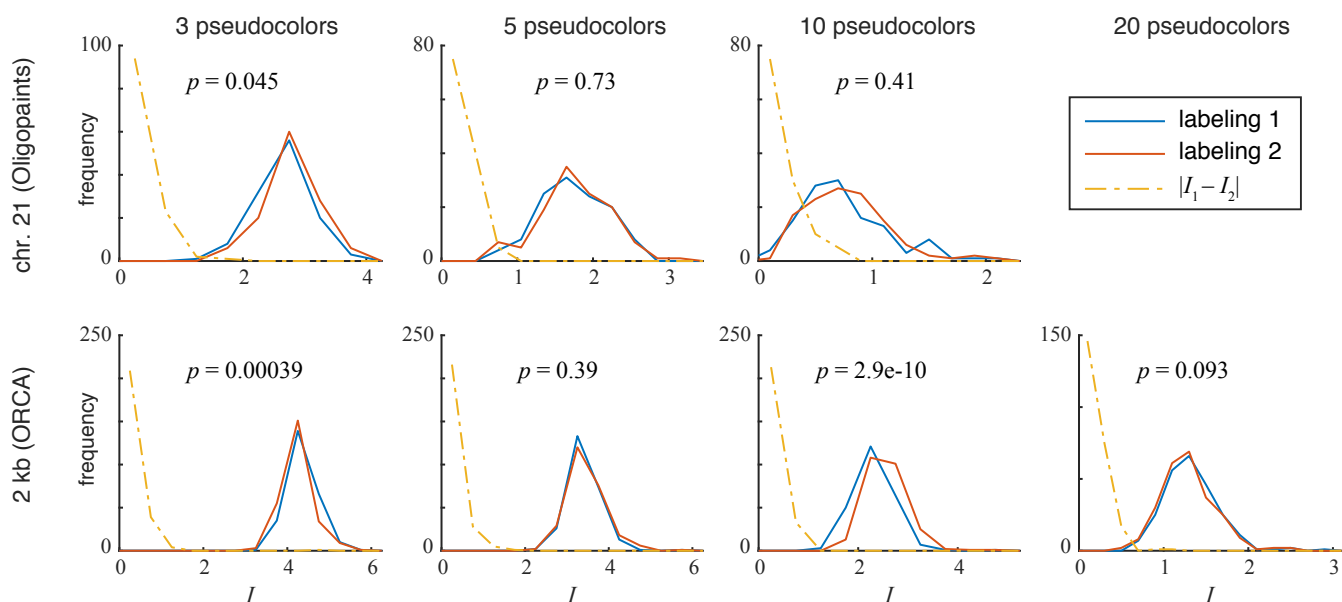 3 pseudocolors
5 pseudocolors
10 pseudocolors
20 pseudocolors
chr. 21 (Oligopaints)
frequency
100
0
p = 0.045
0
2
4
80
0
p = 0.73
0
1
2
3
80
0
p = 0.41
0
1
2
labeling 1
labeling 2
|I₁ − I₂|
2 kb (ORCA)
frequency
250
0
p = 0.00039
0
2
4
6
I
250
0
p = 0.39
0
2
4
6
I
250
0
p = 2.9e-10
0
2
4
I
150
0
p = 0.093
0
1
2
3
I